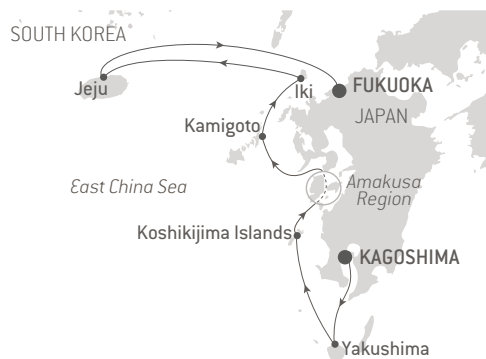 SOUTH KOREA
Jeju
Iki
FUKUOKA
JAPAN
Kamigoto
East China Sea
Amakusa
Region
Koshikijima Islands
KAGOSHIMA
Yakushima